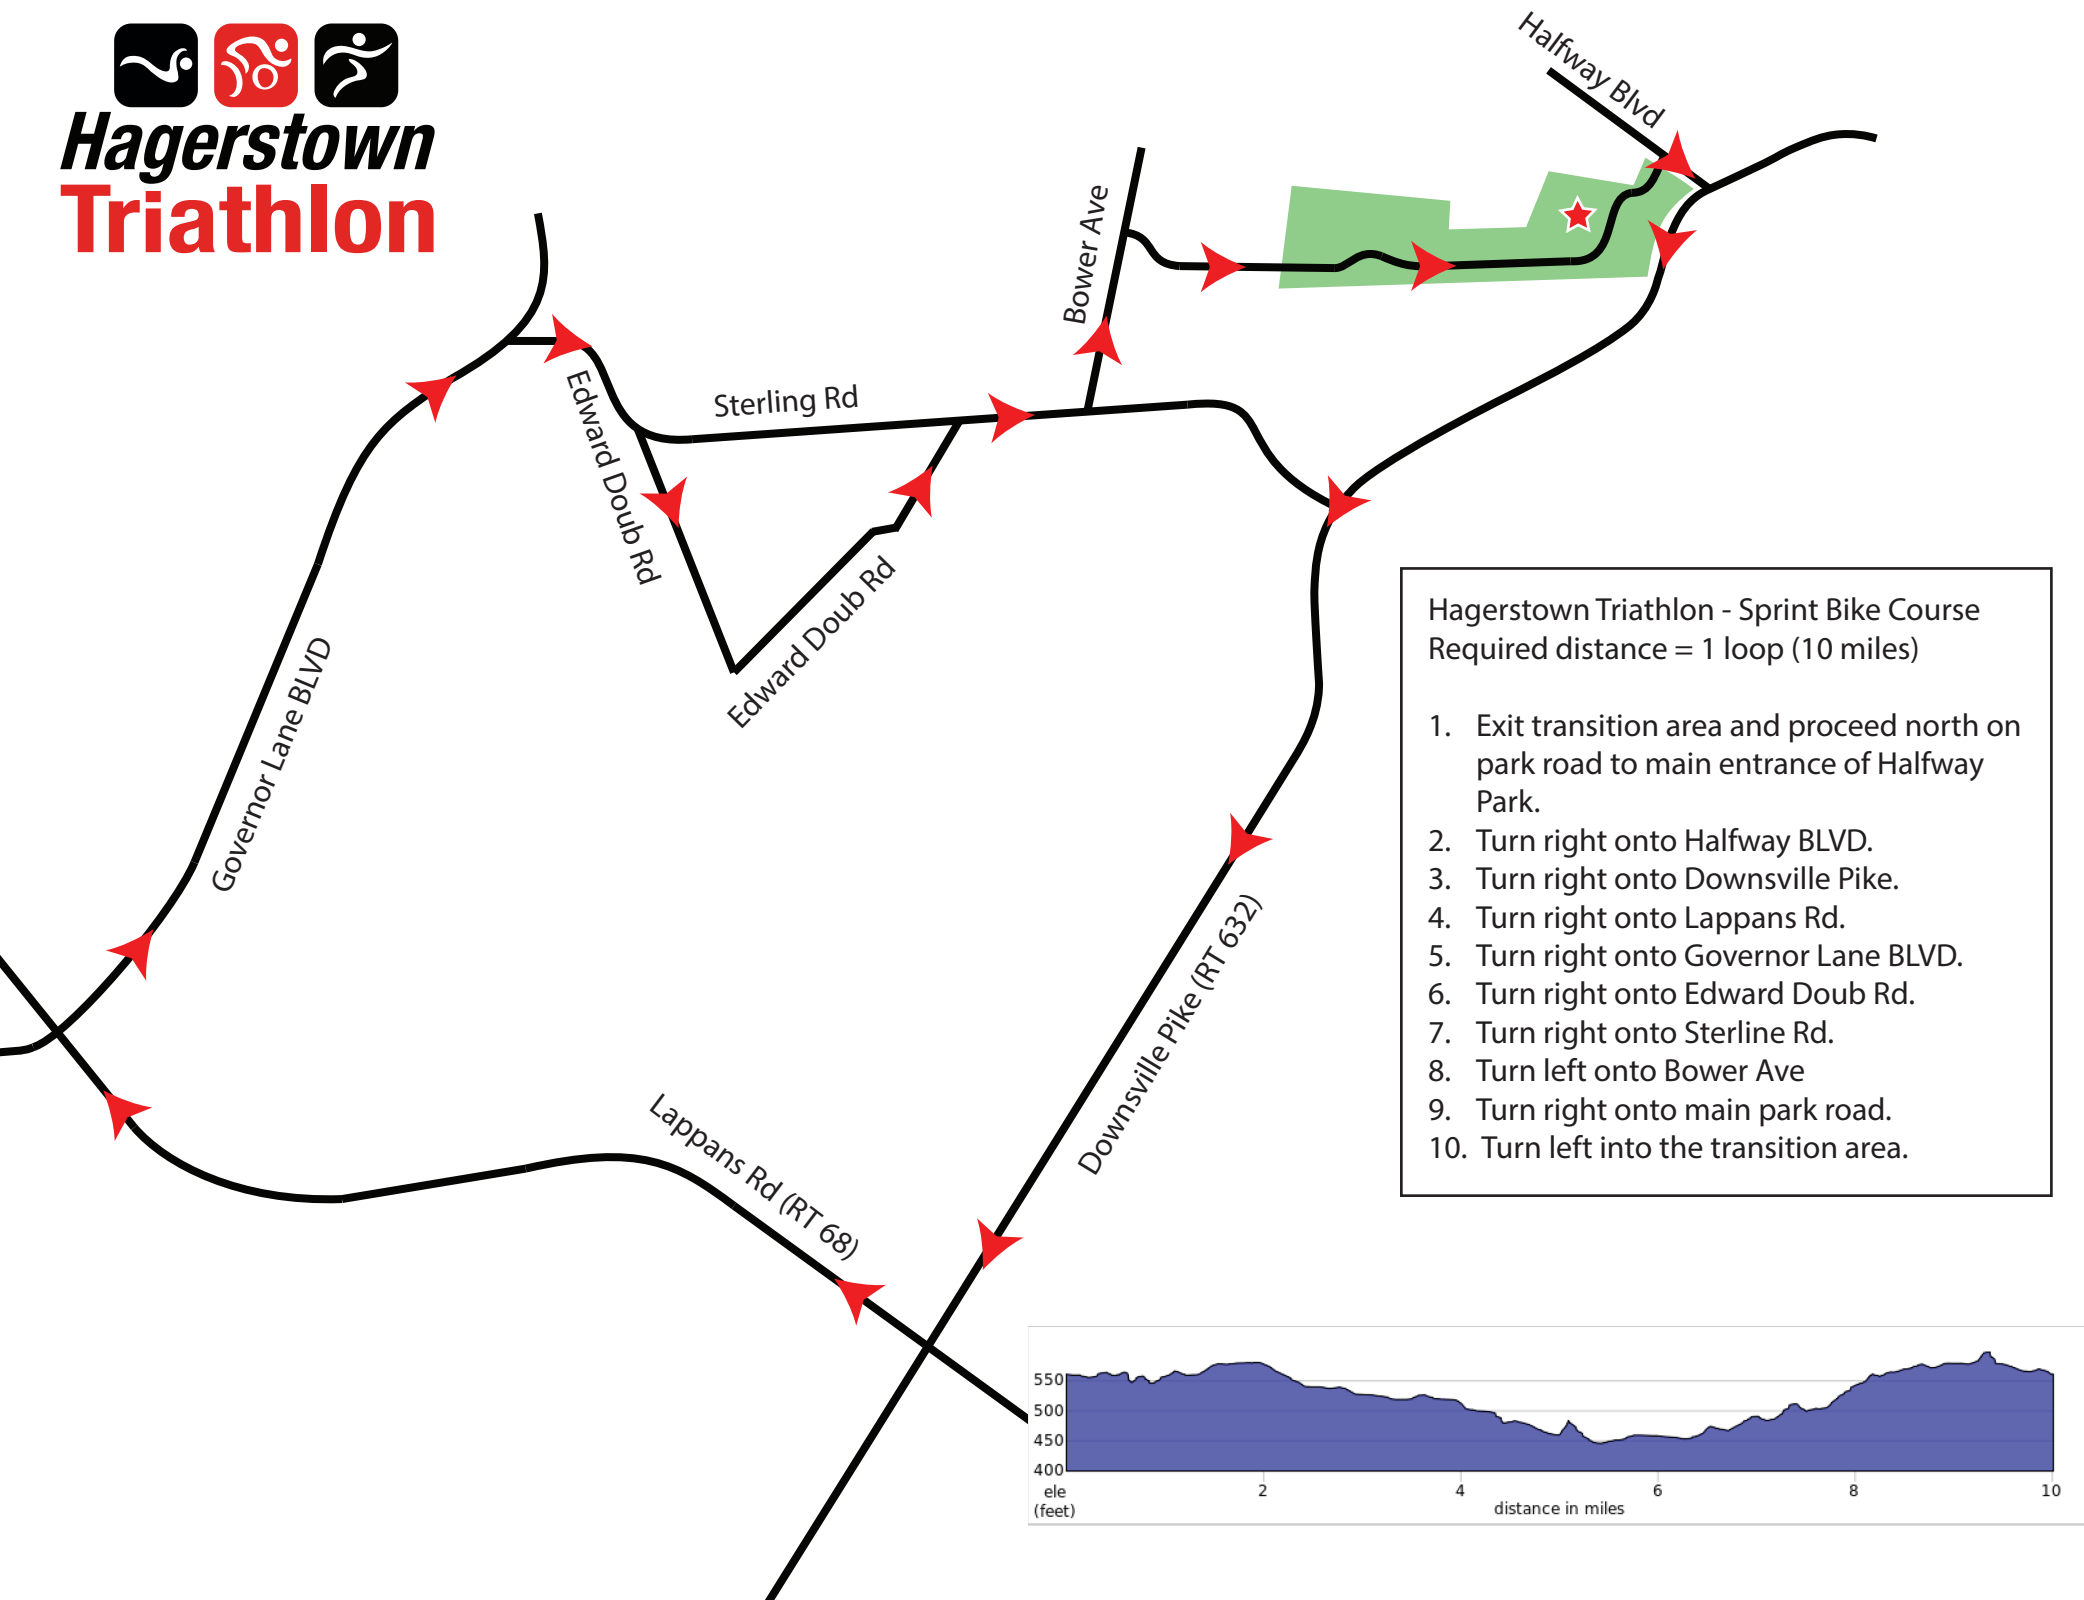 Hagerstown
Triathlon
Halfway Blvd
Bower Ave
Sterling Rd
Edward Doub Rd
Edward Doub Rd
Governor Lane BLVD
Hagerstown Triathlon - Sprint Bike Course
Required distance = 1 loop (10 miles)
1. Exit transition area and proceed north on
park road to main entrance of Halfway
Park.
2. Turn right onto Halfway BLVD.
3. Turn right onto Downsville Pike.
4. Turn right onto Lappans Rd.
5. Turn right onto Governor Lane BLVD.
6. Turn right onto Edward Doub Rd.
7. Turn right onto Sterline Rd.
8. Turn left onto Bower Ave
9. Turn right onto main park road.
10. Turn left into the transition area.
Downsville Pike (RT 632)
Lappans Rd (RT 68)
550
500
450
400
ele
(feet)
2 4 6 8 10
distance in miles